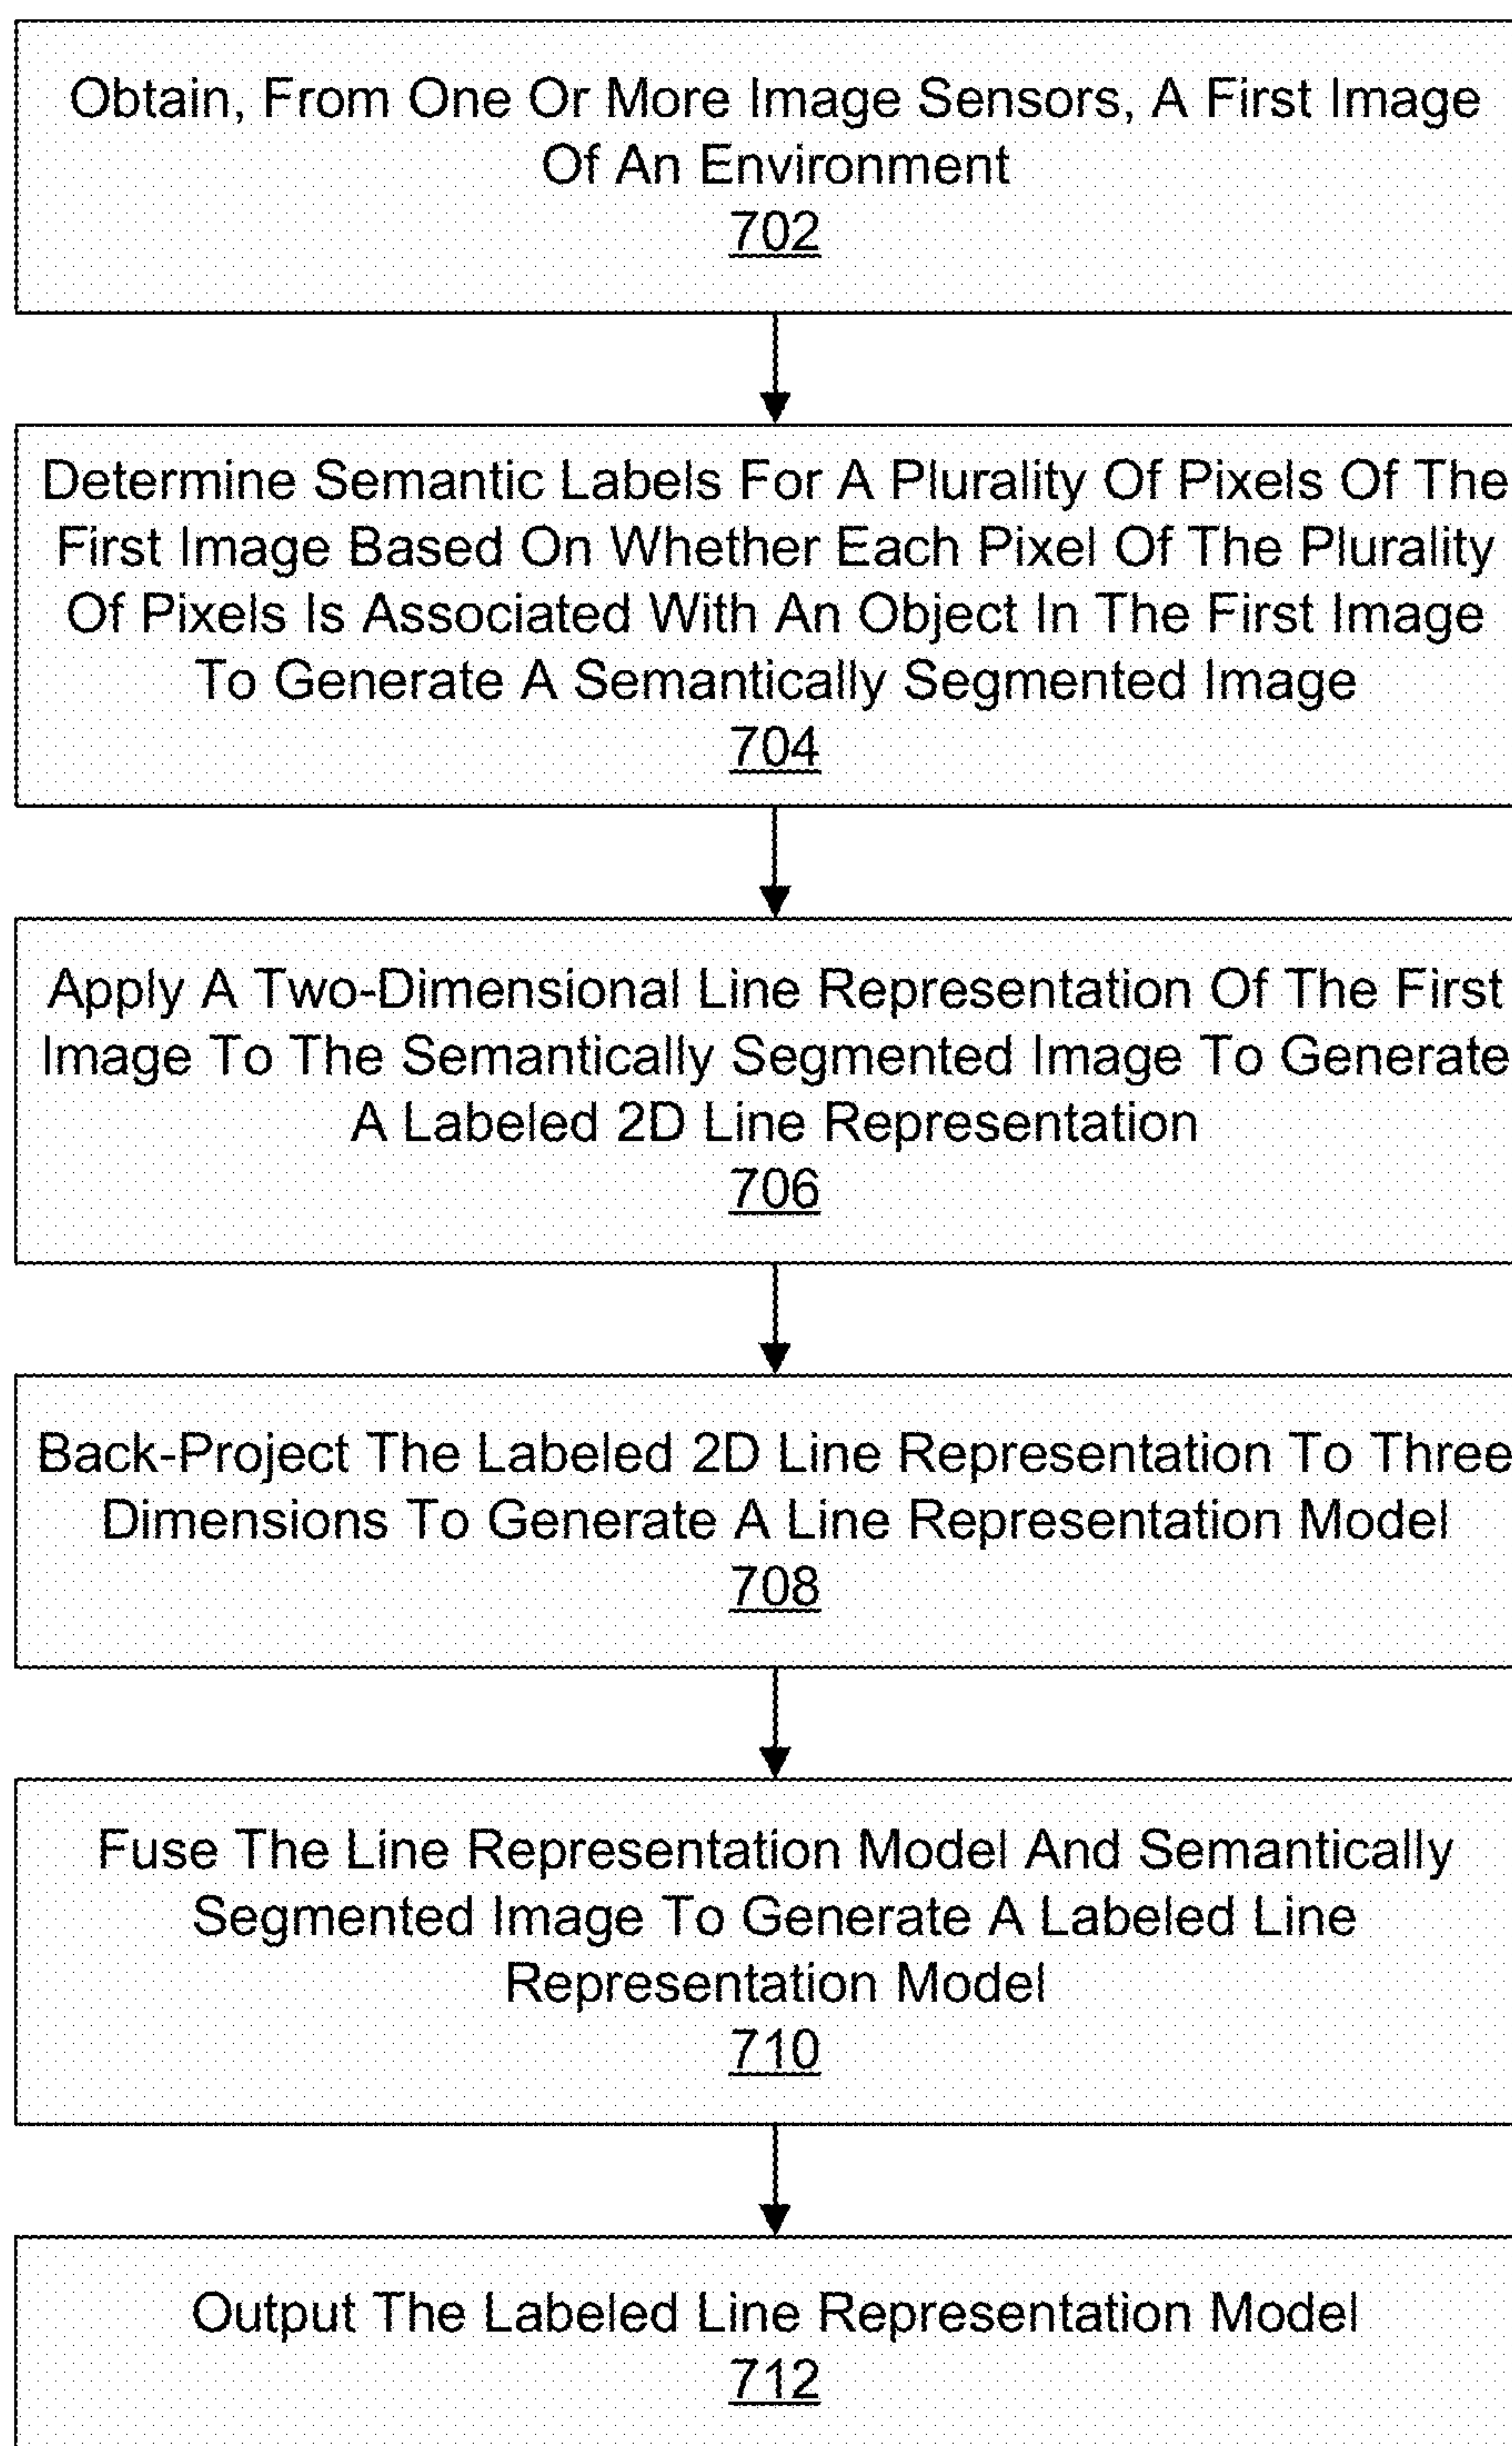 Obtain, From One Or More Image Sensors, A First Image
Of An Environment
702
Determine Semantic Labels For A Plurality Of Pixels Of The
First Image Based On Whether Each Pixel Of The Plurality
Of Pixels Is Associated With An Object In The First Image
To Generate A Semantically Segmented Image
704
Apply A Two-Dimensional Line Representation Of The First
Image To The Semantically Segmented Image To Generate
A Labeled 2D Line Representation
706
Back-Project The Labeled 2D Line Representation To Three
Dimensions To Generate A Line Representation Model
708
Fuse The Line Representation Model And Semantically
Segmented Image To Generate A Labeled Line
Representation Model
710
Output The Labeled Line Representation Model
712